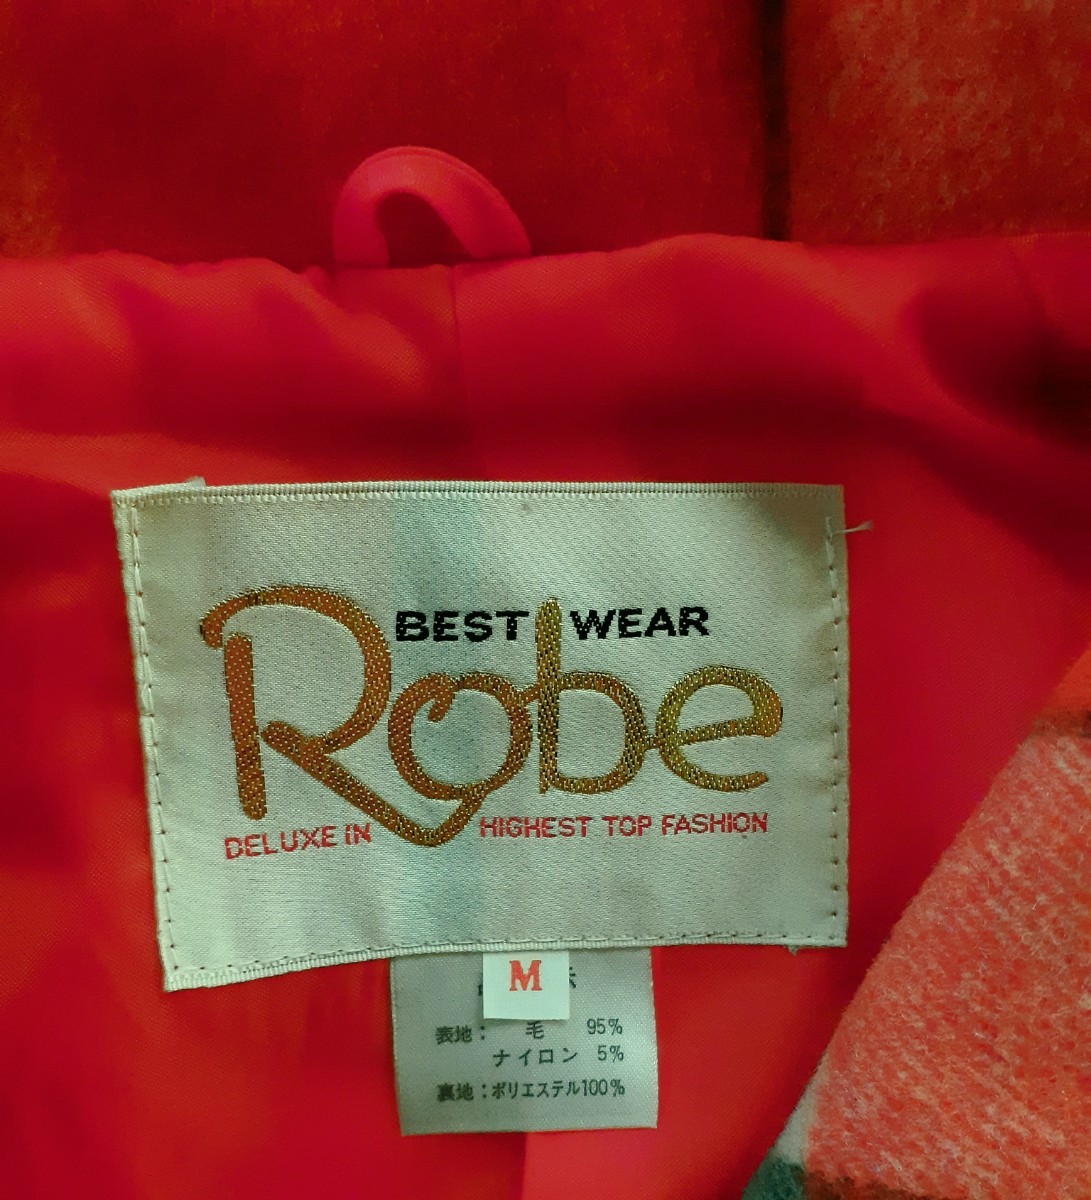 BEST WEAR
Robe
DELUXE IN HIGHEST TOP FASHION
M
表地： 毛 95%
ナイロン 5%
裏地：ポリエステル100%